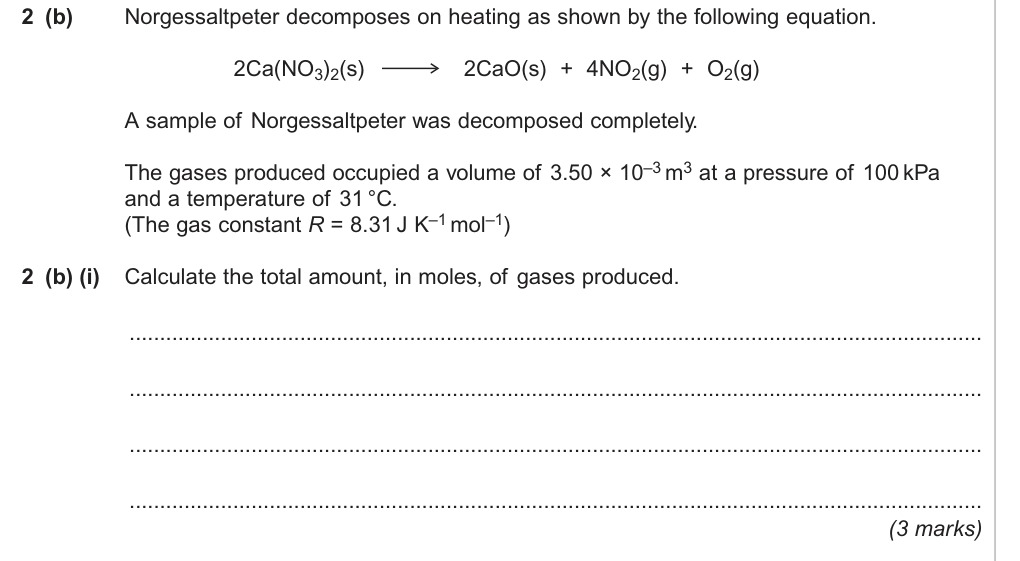 2 (b) Norgessaltpeter decomposes on heating as shown by the following equation.
2Ca(NO₃)₂(s) ⟶ 2CaO(s) + 4NO₂(g) + O₂(g)
A sample of Norgessaltpeter was decomposed completely.
The gases produced occupied a volume of 3.50 × 10⁻³ m³ at a pressure of 100 kPa
and a temperature of 31 °C.
(The gas constant R = 8.31 J K⁻¹ mol⁻¹)
2 (b) (i) Calculate the total amount, in moles, of gases produced.
(3 marks)